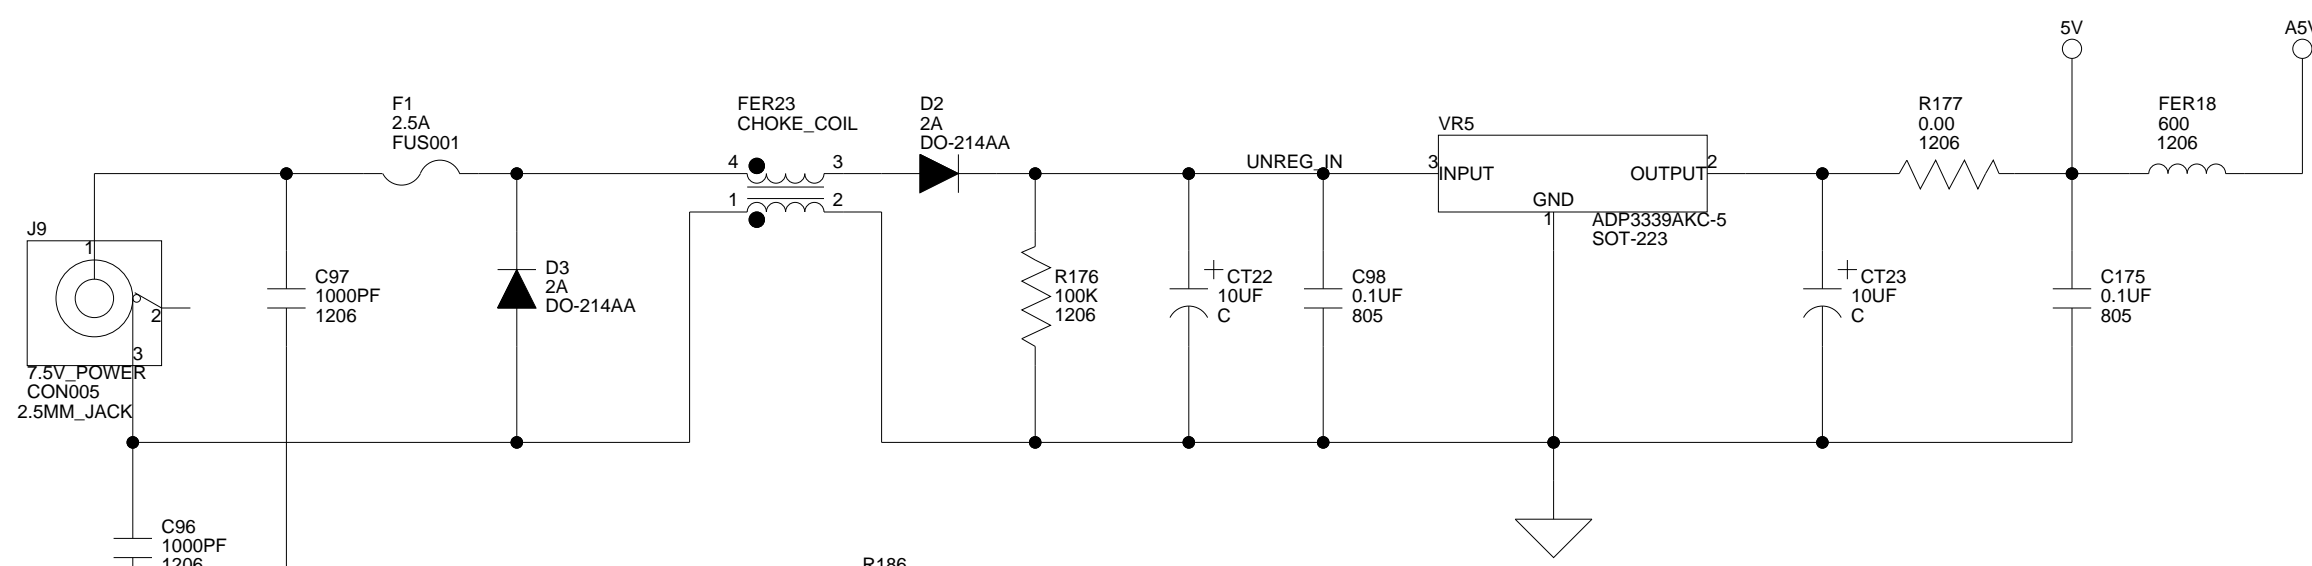 5V
A5V
F1
2.5A
FUS001
FER23
CHOKE_COIL
D2
2A
DO-214AA
R177
0.00
1206
FER18
600
1206
VR5
4
3
UNREG_IN
3
INPUT
OUTPUT
2
1
2
GND
1
ADP3339AKC-5
SOT-223
J9
1
2
3
7.5V_POWER
CON005
2.5MM_JACK
C97
1000PF
1206
D3
2A
DO-214AA
R176
100K
1206
+
CT22
10UF
C
C98
0.1UF
805
+
CT23
10UF
C
C175
0.1UF
805
C96
1000PF
1206
R186